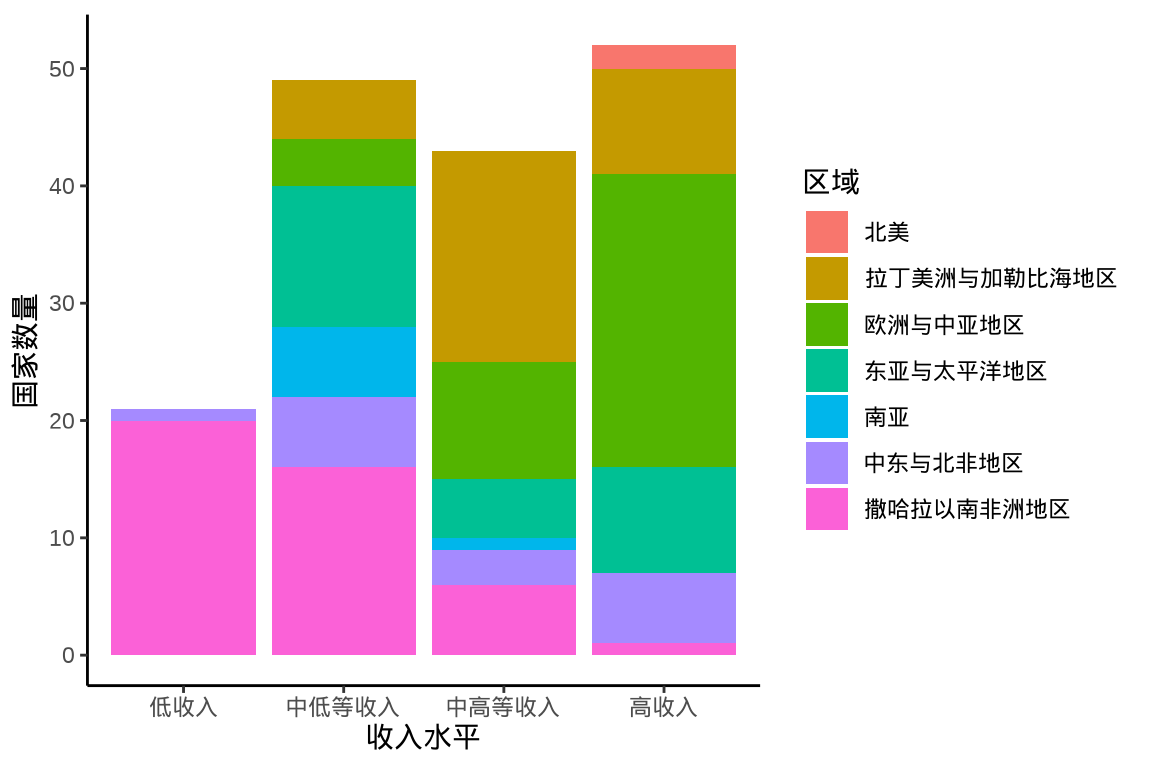 50
40
30
20
10
0
国家数量
低收入
中低等收入
中高等收入
高收入
收入水平
区域
北美
拉丁美洲与加勒比海地区
欧洲与中亚地区
东亚与太平洋地区
南亚
中东与北非地区
撒哈拉以南非洲地区